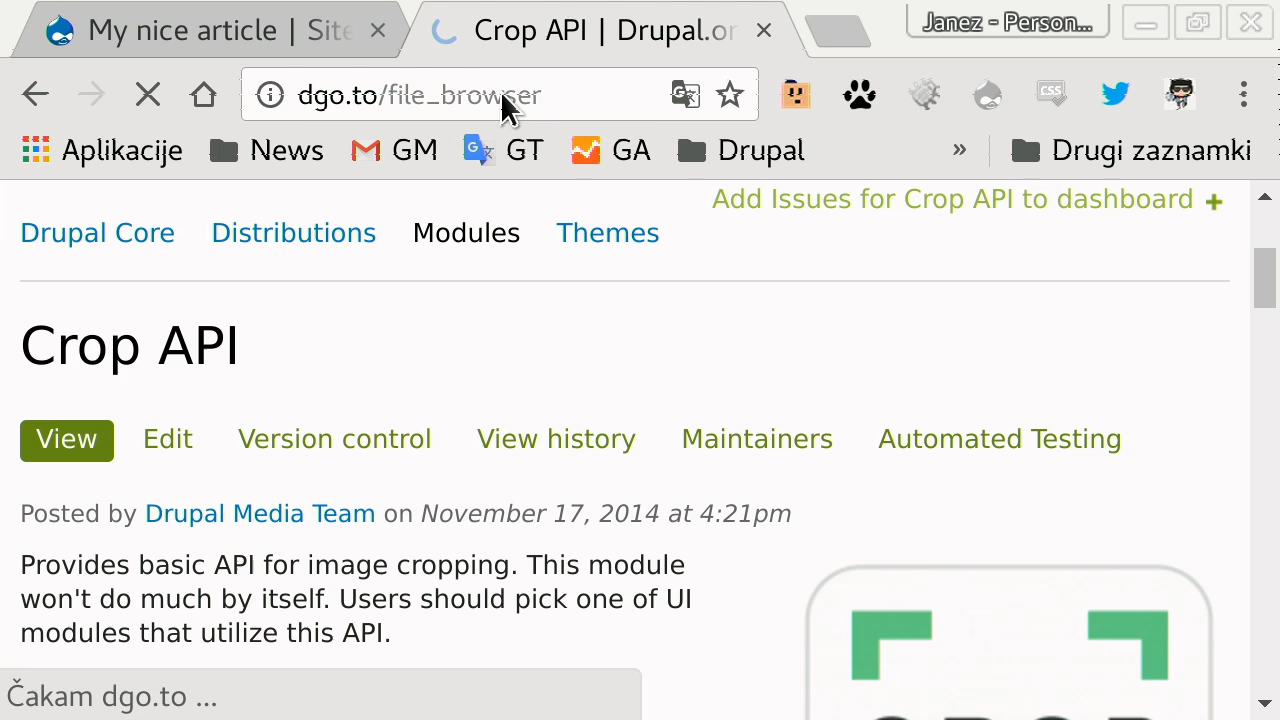 My nice article | Site
Crop API | Drupal.or
Janez - Person...
dgo.to/file_browser
CSS
Aplikacije
News
GM
GT
GA
Drupal
»
Drugi zaznamki
Add Issues for Crop API to dashboard +
Drupal Core Distributions Modules Themes
Crop API
View Edit Version control View history Maintainers Automated Testing
Posted by Drupal Media Team on November 17, 2014 at 4:21pm
Provides basic API for image cropping. This module
won't do much by itself. Users should pick one of UI
modules that utilize this API.
Čakam dgo.to ...